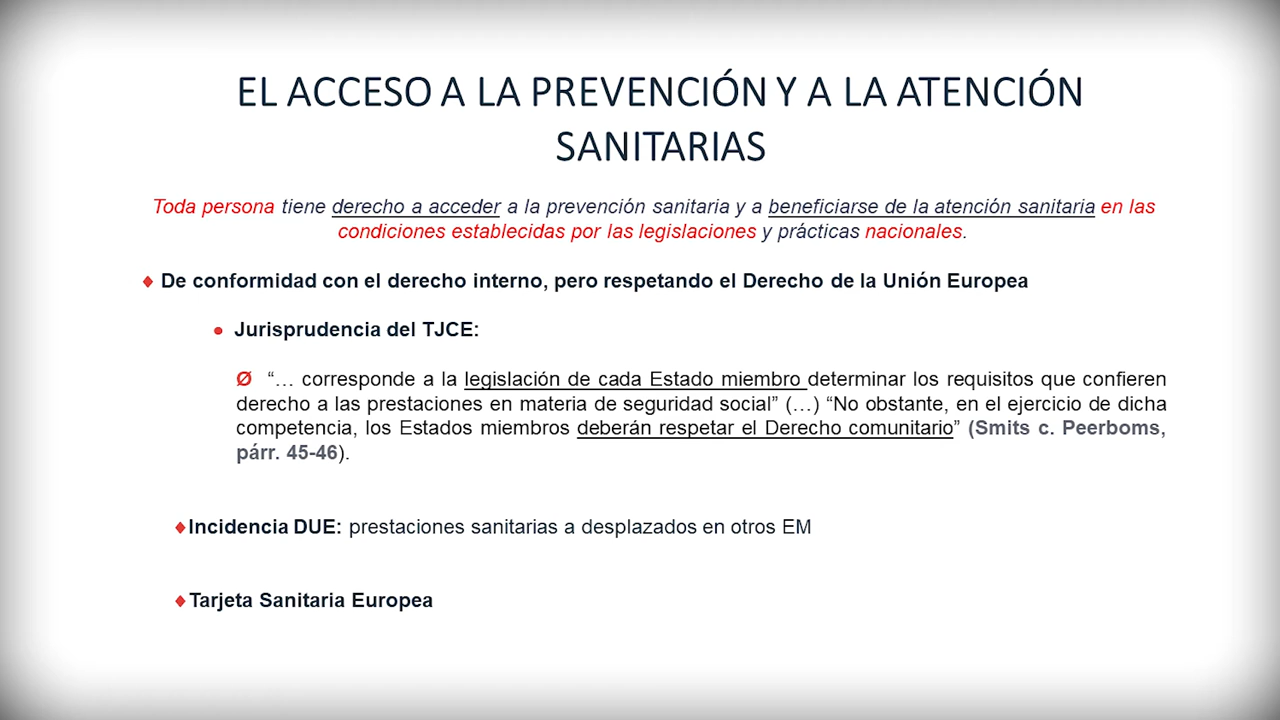 EL ACCESO A LA PREVENCIÓN Y A LA ATENCIÓN
SANITARIAS
Toda persona tiene derecho a acceder a la prevención sanitaria y a beneficiarse de la atención sanitaria en las
condiciones establecidas por las legislaciones y prácticas nacionales.
♦ De conformidad con el derecho interno, pero respetando el Derecho de la Unión Europea
• Jurisprudencia del TJCE:
Ø “… corresponde a la legislación de cada Estado miembro determinar los requisitos que confieren
derecho a las prestaciones en materia de seguridad social” (…) “No obstante, en el ejercicio de dicha
competencia, los Estados miembros deberán respetar el Derecho comunitario” (Smits c. Peerboms,
párr. 45-46).
♦Incidencia DUE: prestaciones sanitarias a desplazados en otros EM
♦Tarjeta Sanitaria Europea